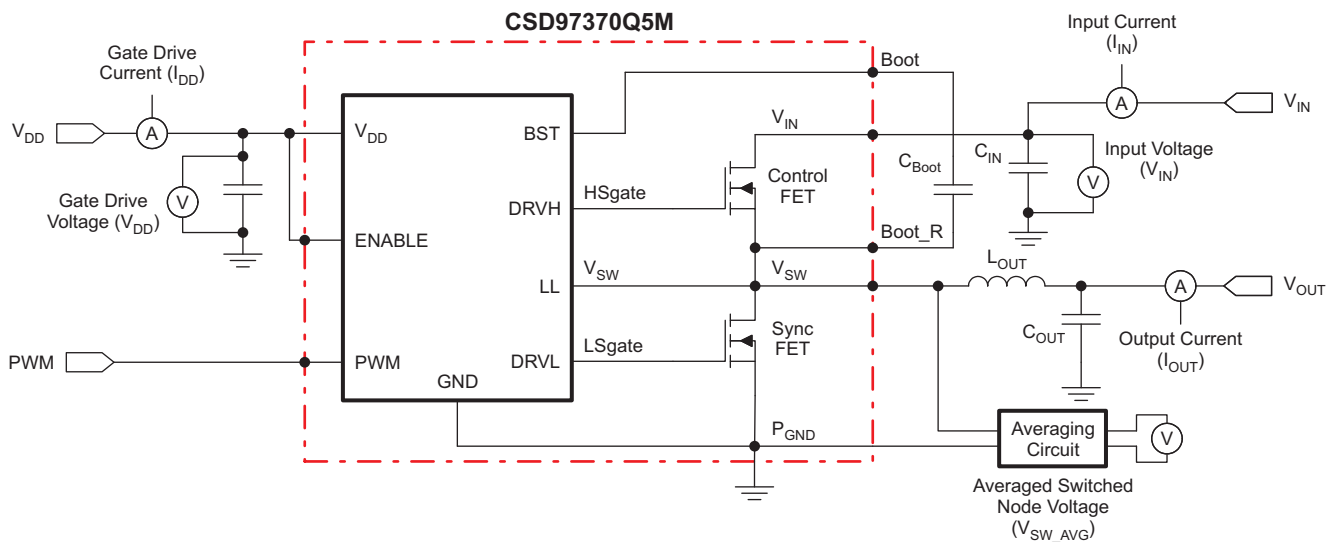 CSD97370Q5M
Gate Drive
Current (IDD)
VDD
A
Gate Drive
Voltage (VDD)
V
VDD
ENABLE
PWM
PWM
GND
BST
DRVH
LL
DRVL
HSgate
VSW
LSgate
VIN
Control
FET
VSW
Sync
FET
PGND
Boot
CBoot
Boot_R
Input Current
(IIN)
A
VIN
CIN
V
Input Voltage
(VIN)
LOUT
A
VOUT
COUT
Output Current
(IOUT)
Averaging
Circuit
V
Averaged Switched
Node Voltage
(VSW_AVG)